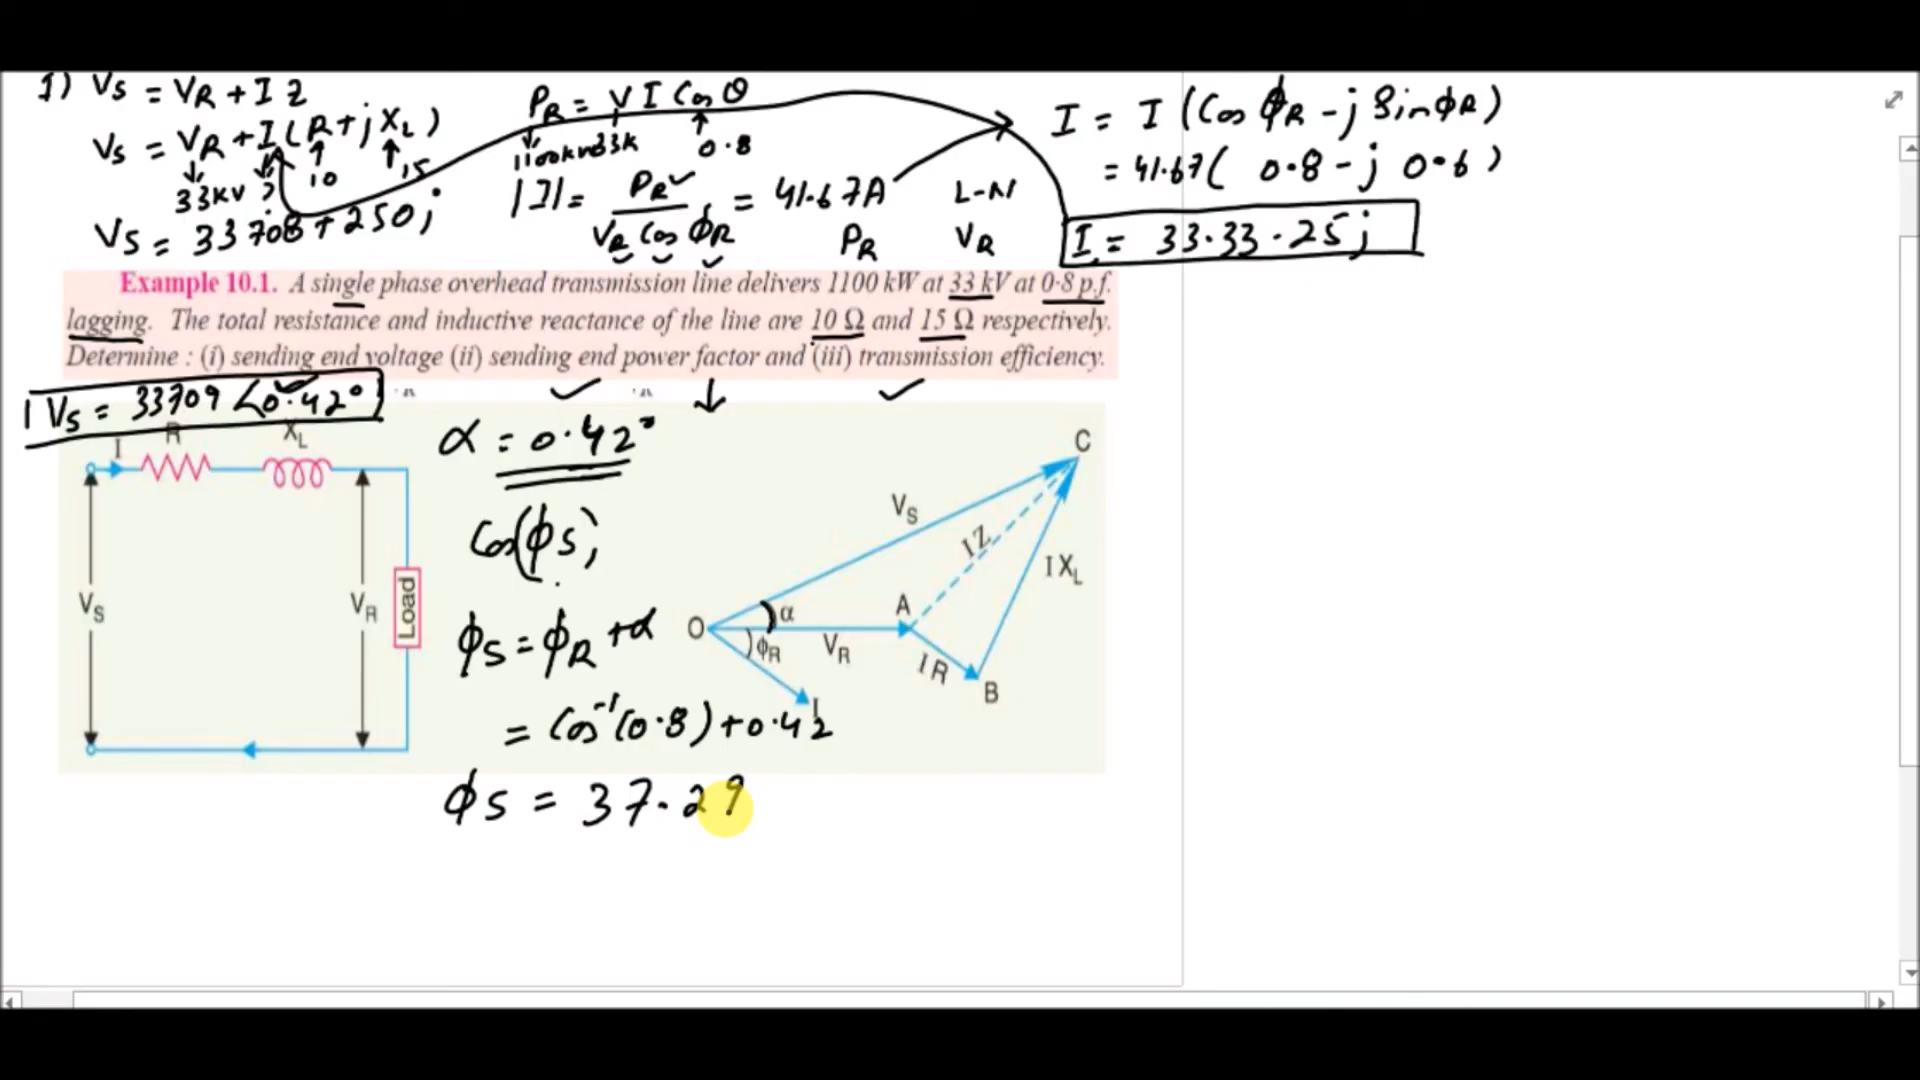 I) VS = VR + I Z
VS = VR + I ( R + j XL )
33KV ? 10 15
VS = 33708 + 250 j
PR = V I Cos θ
1100kw 33K 0.8
|I| = PR / VR Cos ϕR = 41.67A
L-N
PR VR
I = I ( Cos ϕR - j Sin ϕR )
= 41.67 ( 0.8 - j 0.6 )
I = 33.33 - 25 j
Example 10.1. A single phase overhead transmission line delivers 1100 kW at 33 kV at 0·8 p.f.
lagging. The total resistance and inductive reactance of the line are 10 Ω and 15 Ω respectively.
Determine : (i) sending end voltage (ii) sending end power factor and (iii) transmission efficiency.
VS = 33709 ∠0.42°
I R XL
VS VR Load
α = 0.42°
Cos(ϕS)
ϕS = ϕR + α
= Cos⁻¹(0.8) + 0.42
ϕS = 37.29
C
VS
IZ
I XL
A
O α
ϕR VR
I R
B
I